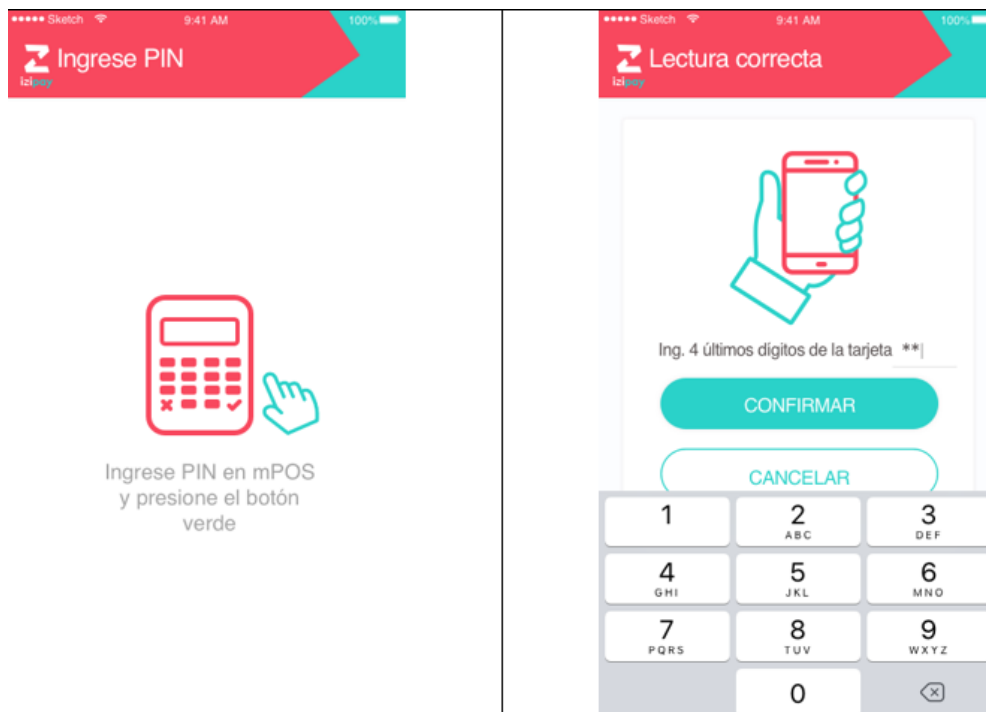 Sketch 9:41 AM 100%
Ingrese PIN
izipay
Ingrese PIN en mPOS
y presione el botón
verde
Sketch 9:41 AM 100%
Lectura correcta
izipay
Ing. 4 últimos dígitos de la tarjeta **
CONFIRMAR
CANCELAR
1 2 3
ABC DEF
4 5 6
GHI JKL MNO
7 8 9
PQRS TUV WXYZ
0